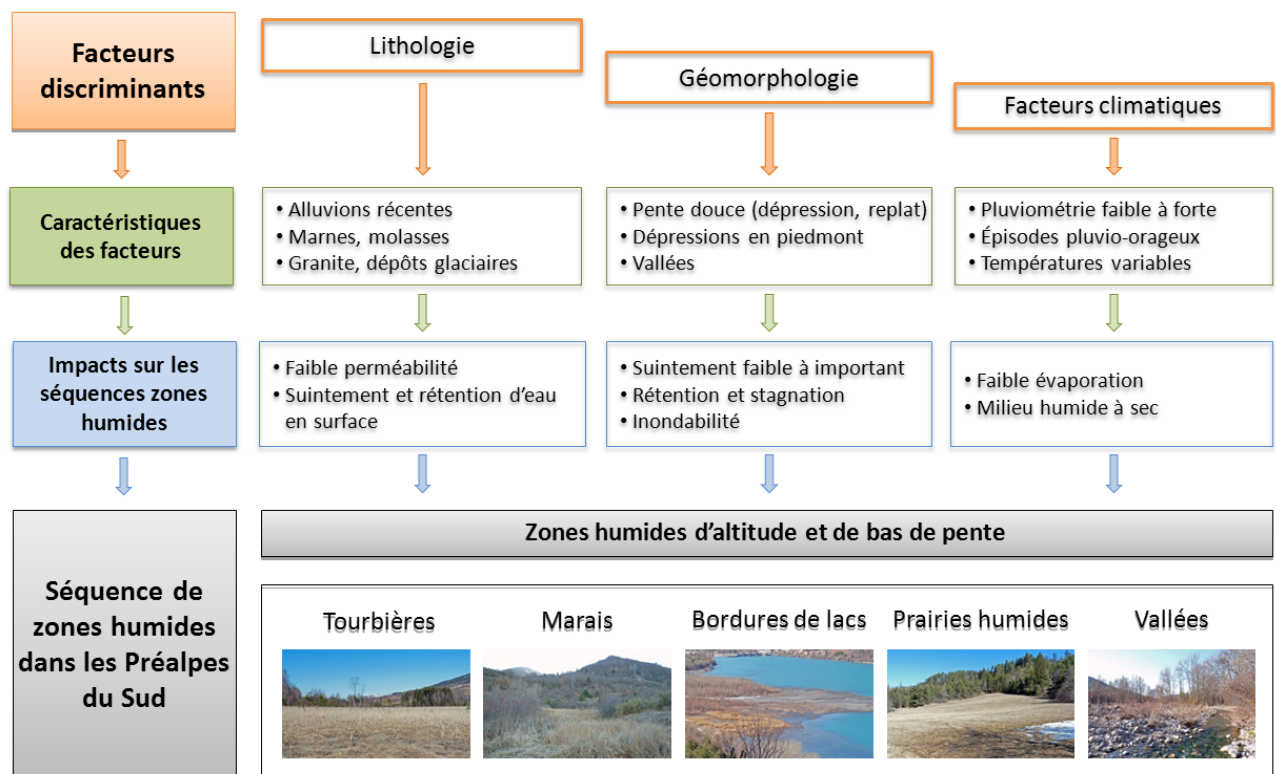 Facteurs
discriminants
Lithologie
Géomorphologie
Facteurs climatiques
Caractéristiques
des facteurs
• Alluvions récentes
• Marnes, molasses
• Granite, dépôts glaciaires
• Pente douce (dépression, replat)
• Dépressions en piedmont
• Vallées
• Pluviométrie faible à forte
• Épisodes pluvio-orageux
• Températures variables
Impacts sur les
séquences zones
humides
• Faible perméabilité
• Suintement et rétention d’eau
en surface
• Suintement faible à important
• Rétention et stagnation
• Inondabilité
• Faible évaporation
• Milieu humide à sec
Séquence de
zones humides
dans les Préalpes
du Sud
Zones humides d’altitude et de bas de pente
Tourbières
Marais
Bordures de lacs
Prairies humides
Vallées